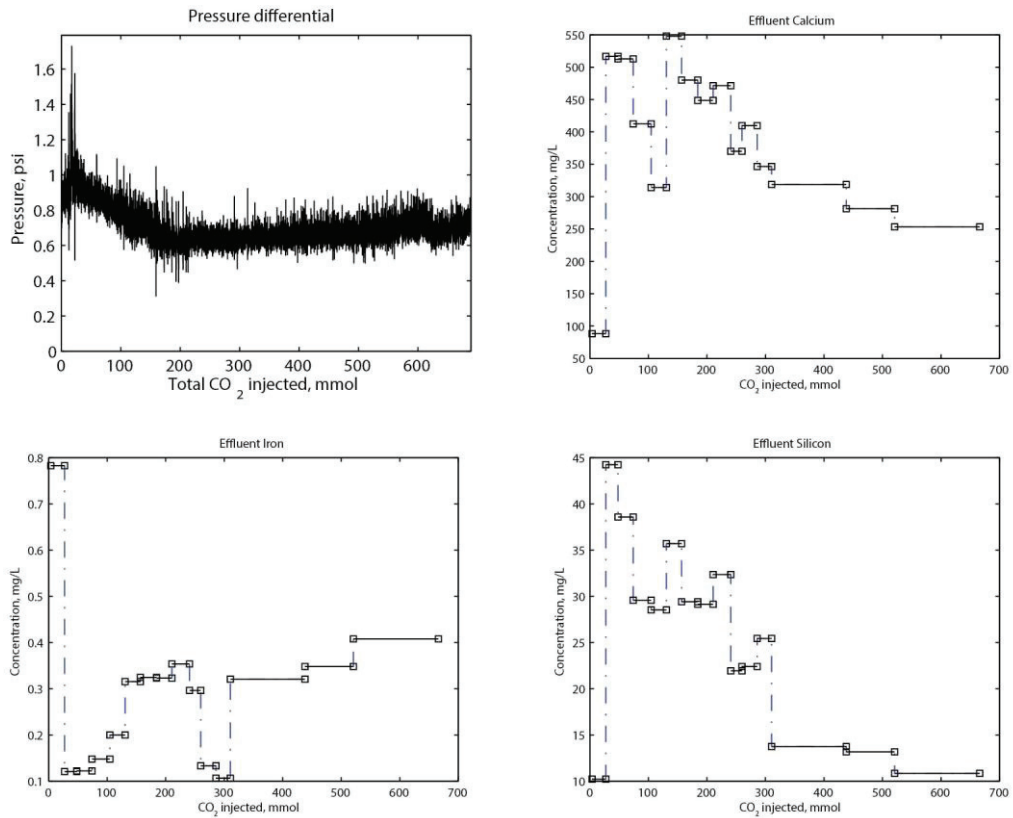 Pressure differential
1.6
1.4
1.2
1
0.8
0.6
0.4
0.2
0
Pressure, psi
0 100 200 300 400 500 600
Total CO2 injected, mmol
Effluent Calcium
550
500
450
400
350
300
250
200
150
100
50
Concentration, mg/L
0 100 200 300 400 500 600 700
CO2 injected, mmol
Effluent Iron
0.8
0.7
0.6
0.5
0.4
0.3
0.2
0.1
Concentration, mg/L
0 100 200 300 400 500 600 700
CO2 injected, mmol
Effluent Silicon
45
40
35
30
25
20
15
10
Concentration, mg/L
0 100 200 300 400 500 600 700
CO2 injected, mmol